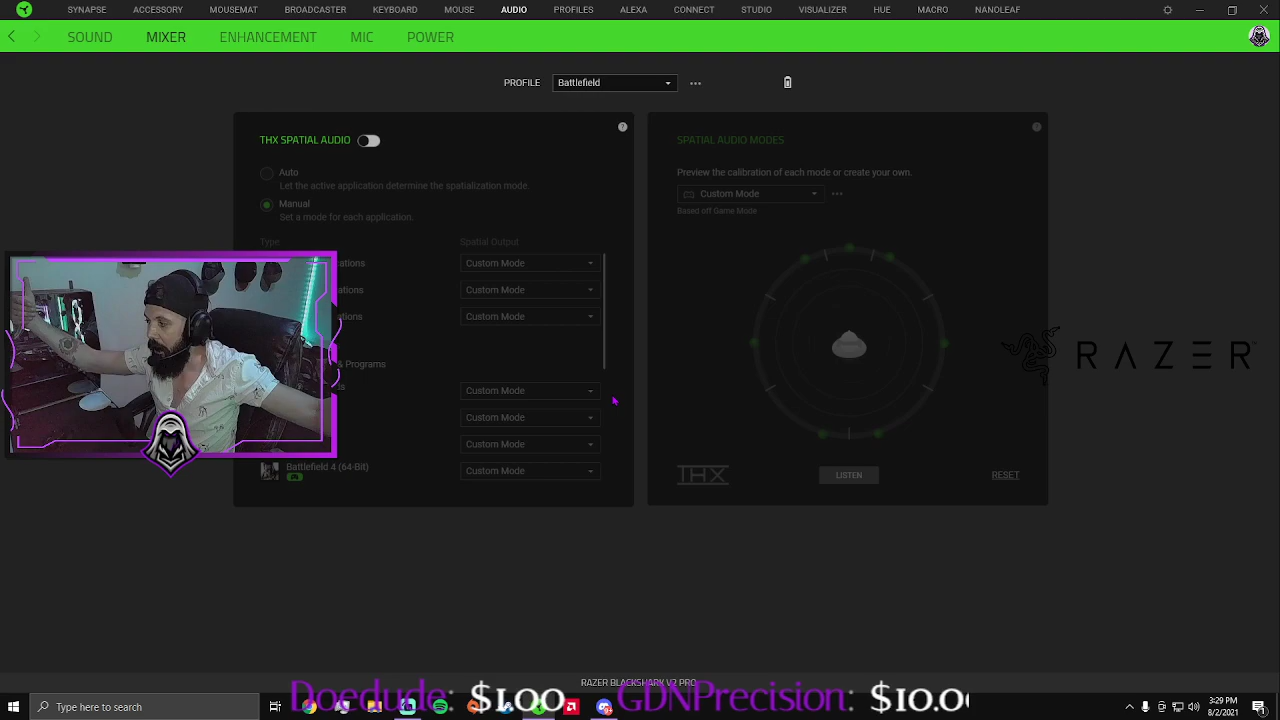 SYNAPSE ACCESSORY MOUSEMAT BROADCASTER KEYBOARD MOUSE AUDIO PROFILES ALEXA CONNECT STUDIO VISUALIZER HUE MACRO NANOLEAF
SOUND MIXER ENHANCEMENT MIC POWER
PROFILE Battlefield
THX SPATIAL AUDIO
Auto
Let the active application determine the spatialization mode.
Manual
Set a mode for each application.
Type Spatial Output
ations Custom Mode
ations Custom Mode
ations Custom Mode
& Programs
ls Custom Mode
Custom Mode
Custom Mode
Battlefield 4 (64-Bit) Custom Mode
SPATIAL AUDIO MODES
Preview the calibration of each mode or create your own.
Custom Mode
Based off Game Mode
THX LISTEN RESET
RAZER
RAZER BLACKSHARK V2 PRO
Doedude: $1.00 GDNPrecision: $10.0
Type here to search
3:29 PM
8/2/2021